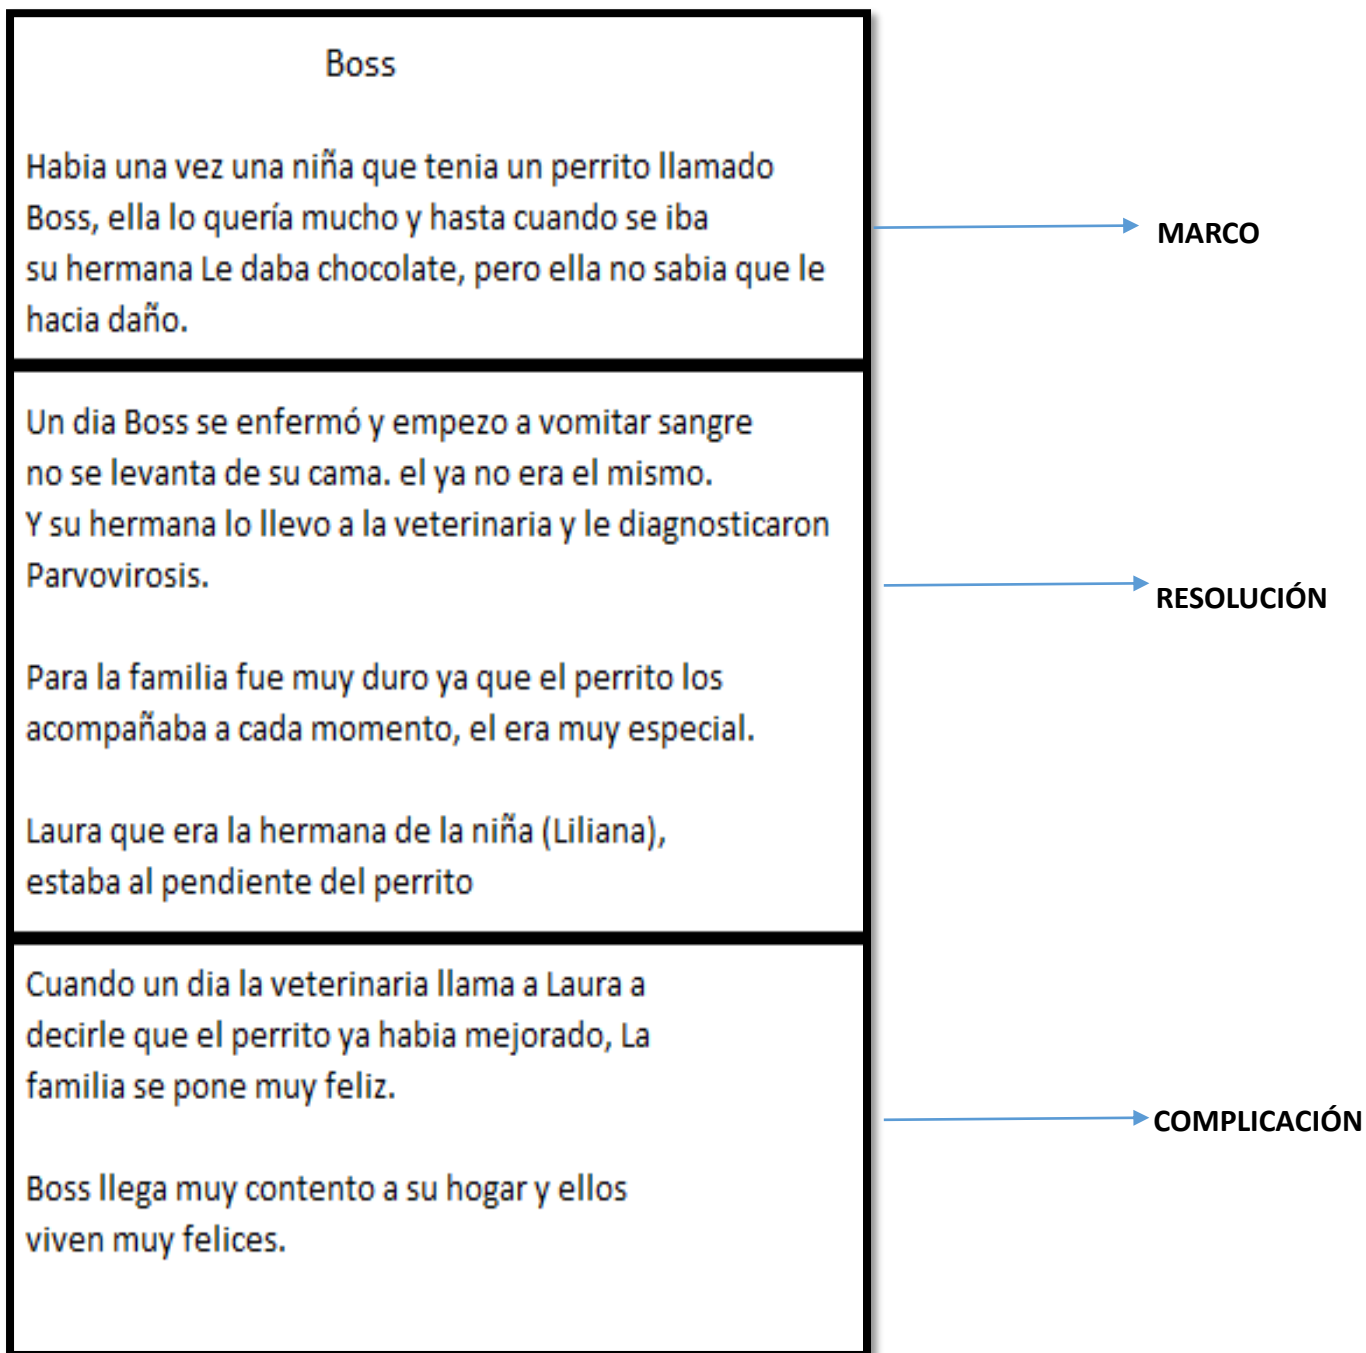 Boss
Habia una vez una niña que tenia un perrito llamado
Boss, ella lo quería mucho y hasta cuando se iba
su hermana Le daba chocolate, pero ella no sabia que le
hacia daño.
MARCO
Un dia Boss se enfermó y empezo a vomitar sangre
no se levanta de su cama. el ya no era el mismo.
Y su hermana lo llevo a la veterinaria y le diagnosticaron
Parvovirosis.
Para la familia fue muy duro ya que el perrito los
acompañaba a cada momento, el era muy especial.
Laura que era la hermana de la niña (Liliana),
estaba al pendiente del perrito
RESOLUCIÓN
Cuando un dia la veterinaria llama a Laura a
decirle que el perrito ya habia mejorado, La
familia se pone muy feliz.
Boss llega muy contento a su hogar y ellos
viven muy felices.
COMPLICACIÓN